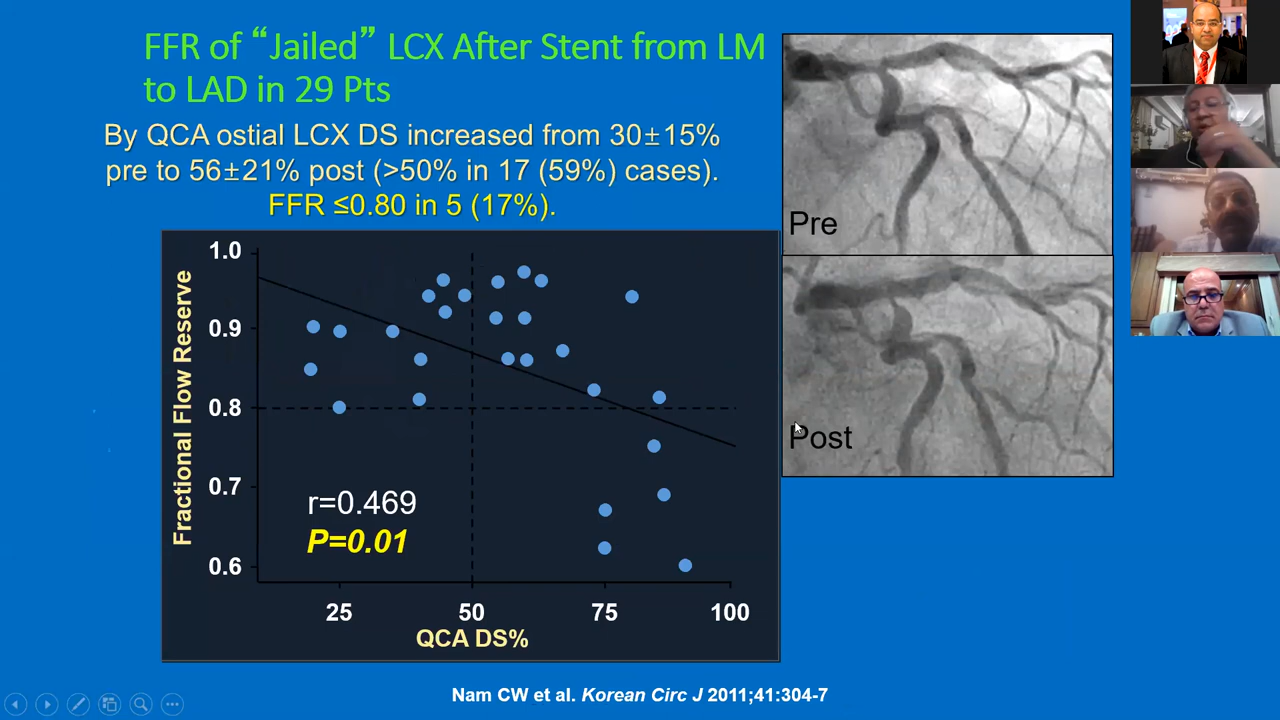 FFR of “Jailed” LCX After Stent from LM
to LAD in 29 Pts
By QCA ostial LCX DS increased from 30±15%
pre to 56±21% post (>50% in 17 (59%) cases).
FFR ≤0.80 in 5 (17%).
Pre
Post
Fractional Flow Reserve
1.0
0.9
0.8
0.7
0.6
r=0.469
P=0.01
25 50 75 100
QCA DS%
Nam CW et al. Korean Circ J 2011;41:304-7